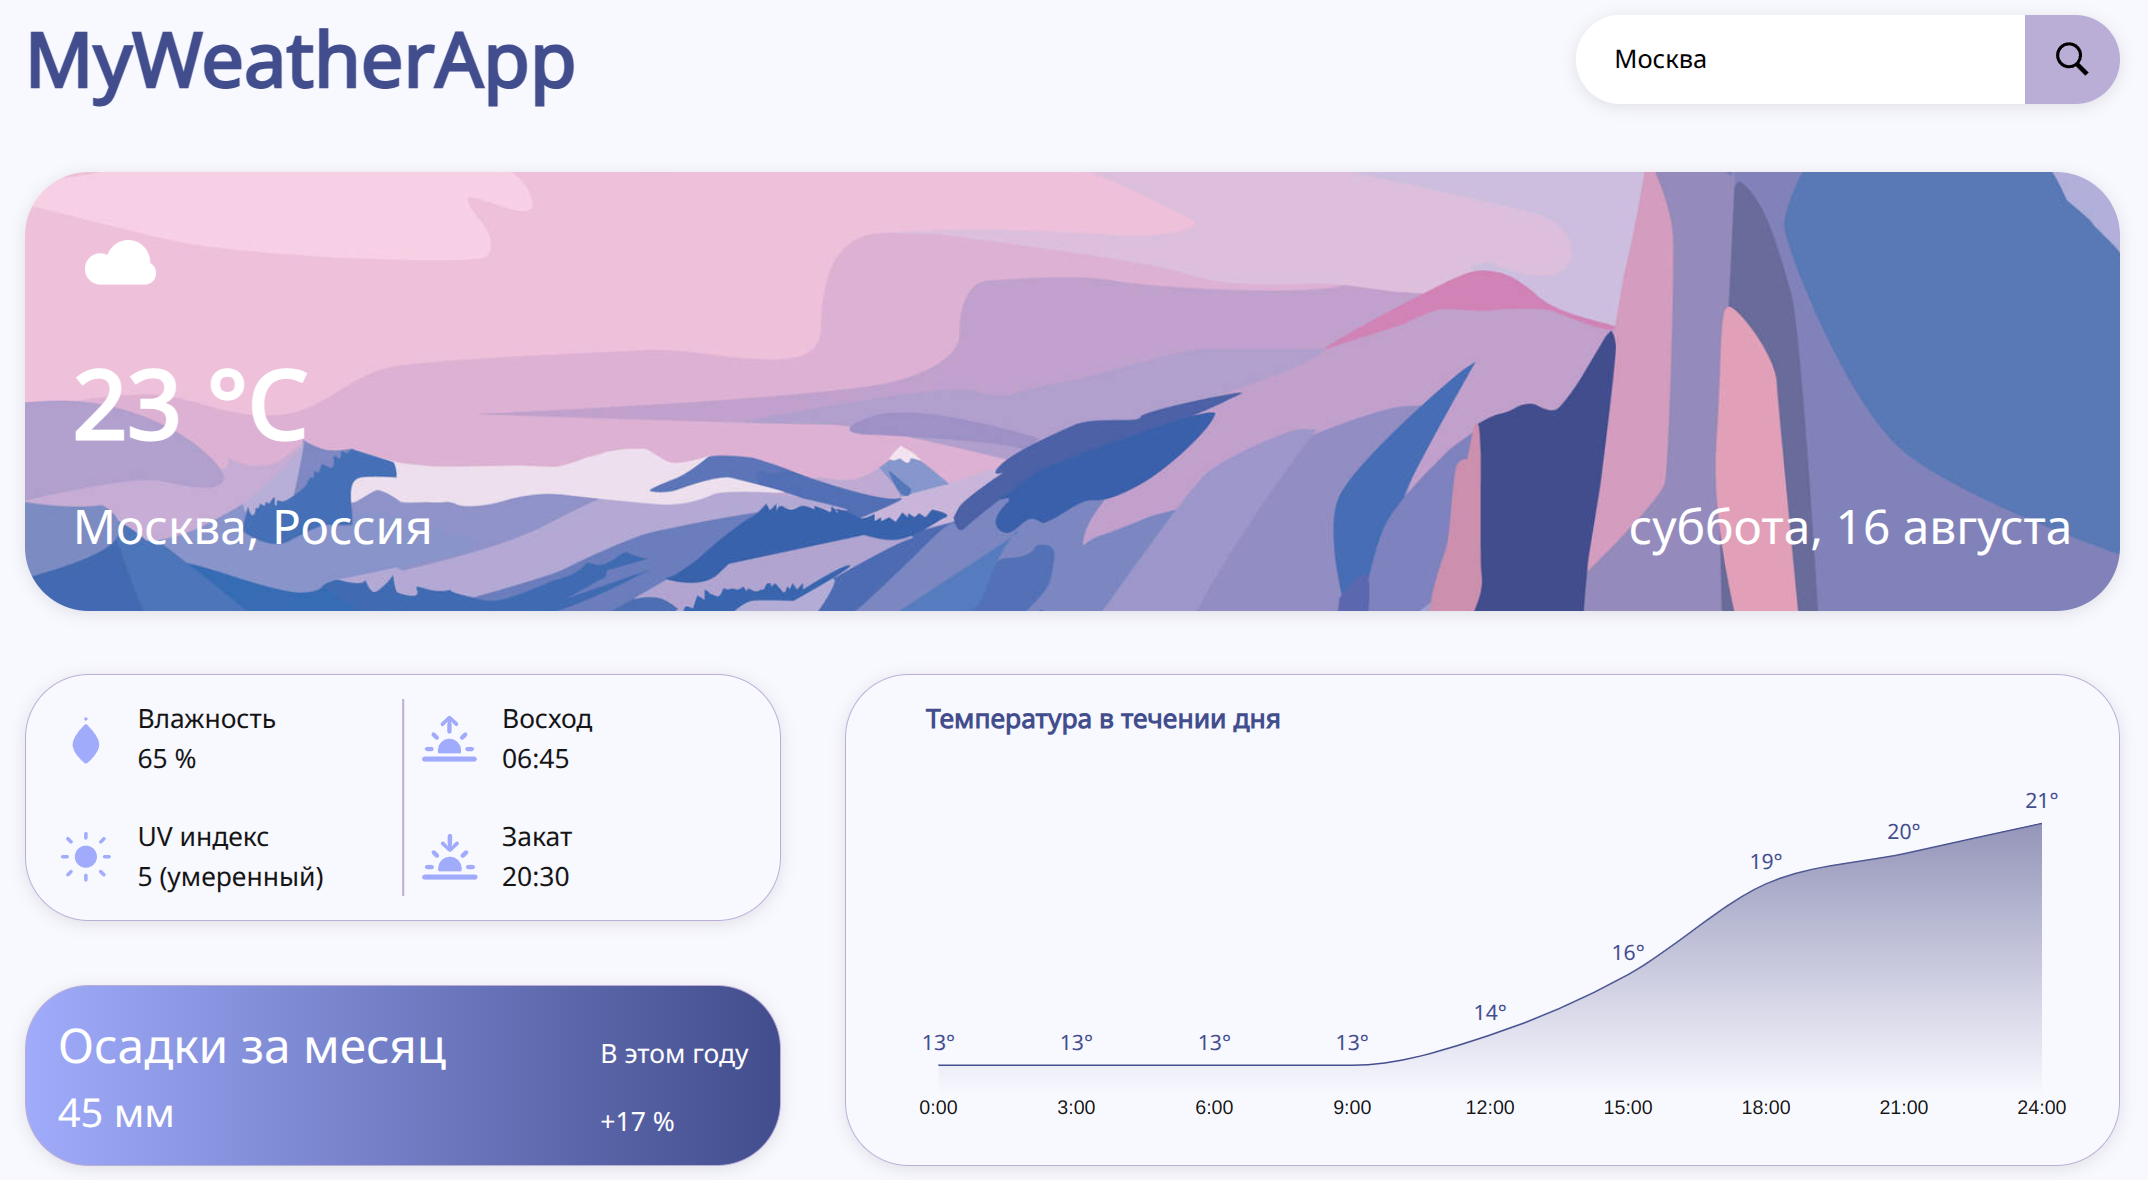 MyWeatherApp
Москва
23 °C
Москва, Россия
суббота, 16 августа
Влажность
65 %
Восход
06:45
UV индекс
5 (умеренный)
Закат
20:30
Осадки за месяц
45 мм
В этом году
+17 %
Температура в течении дня
13° 13° 13° 13° 14° 16° 19° 20° 21°
0:00 3:00 6:00 9:00 12:00 15:00 18:00 21:00 24:00